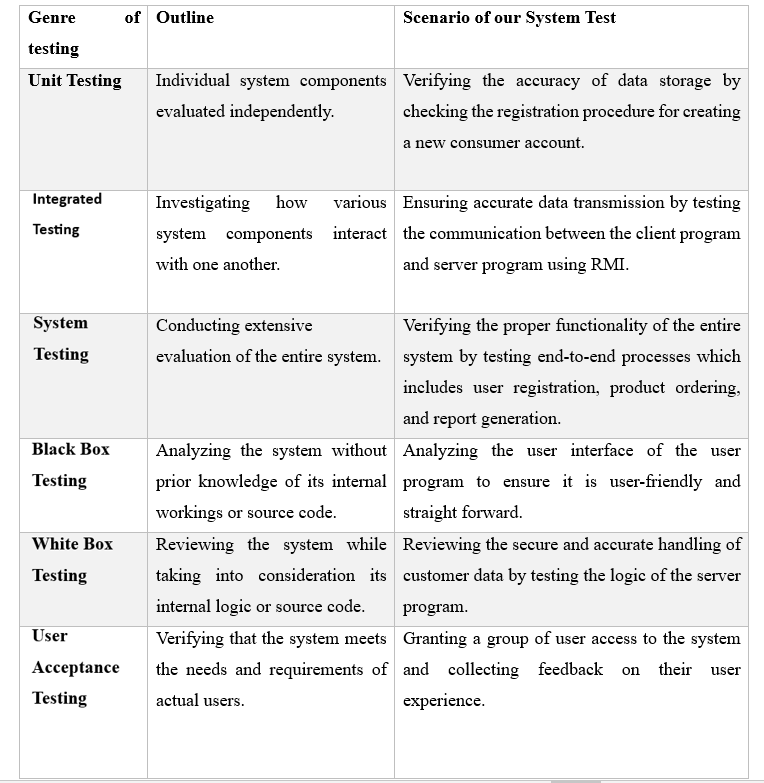 Genre of Outline Scenario of our System Test
testing
Unit Testing
Individual system components
evaluated independently.
Verifying the accuracy of data storage by
checking the registration procedure for creating
a new consumer account.
Integrated
Testing
Investigating how various
system components interact
with one another.
Ensuring accurate data transmission by testing
the communication between the client program
and server program using RMI.
System
Testing
Conducting extensive
evaluation of the entire system.
Verifying the proper functionality of the entire
system by testing end-to-end processes which
includes user registration, product ordering,
and report generation.
Black Box
Testing
Analyzing the system without
prior knowledge of its internal
workings or source code.
Analyzing the user interface of the user
program to ensure it is user-friendly and
straight forward.
White Box
Testing
Reviewing the system while
taking into consideration its
internal logic or source code.
Reviewing the secure and accurate handling of
customer data by testing the logic of the server
program.
User
Acceptance
Testing
Verifying that the system meets
the needs and requirements of
actual users.
Granting a group of user access to the system
and collecting feedback on their user
experience.